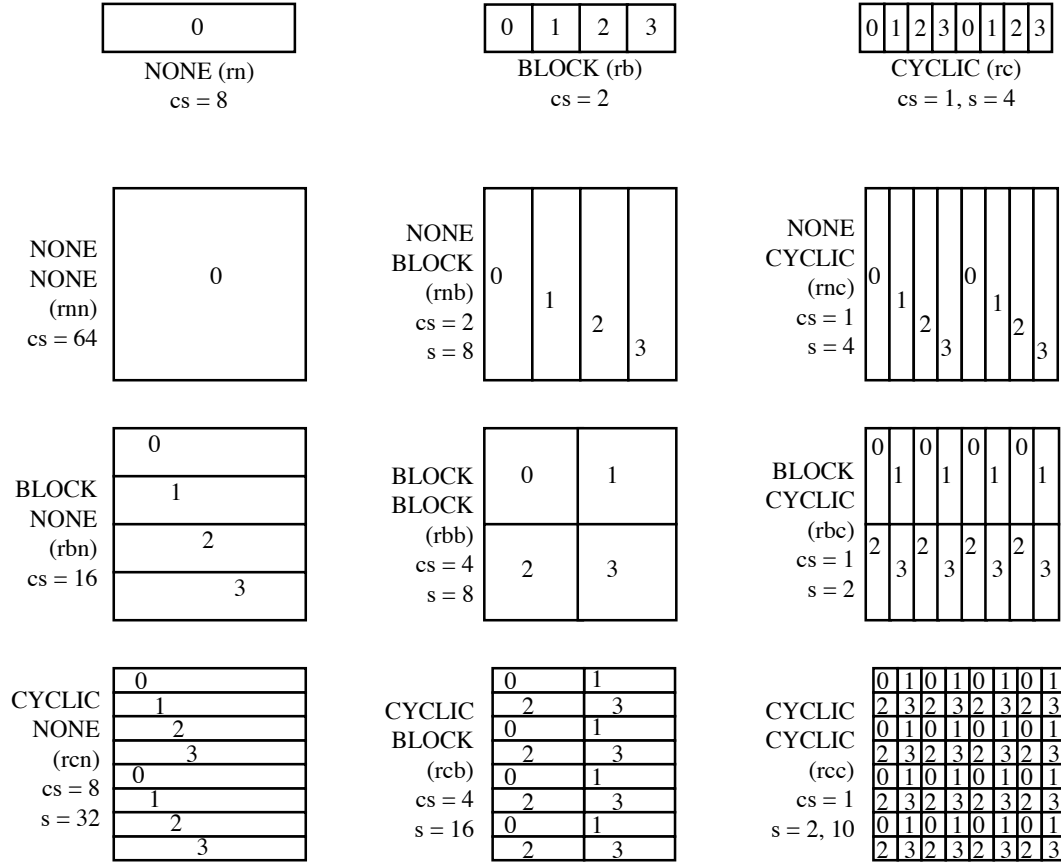 0
NONE (rn)
cs = 8
0 1 2 3
BLOCK (rb)
cs = 2
0 1 2 3 0 1 2 3
CYCLIC (rc)
cs = 1, s = 4
NONE
NONE
(rnn)
cs = 64
0
NONE
BLOCK
(rnb)
cs = 2
s = 8
0
1
2
3
NONE
CYCLIC
(rnc)
cs = 1
s = 4
0 0
1 1
2 2
3 3
BLOCK
NONE
(rbn)
cs = 16
0
1
2
3
BLOCK
BLOCK
(rbb)
cs = 4
s = 8
0 1
2 3
BLOCK
CYCLIC
(rbc)
cs = 1
s = 2
0 0 0 0
1 1 1 1
2 2 2 2
3 3 3 3
CYCLIC
NONE
(rcn)
cs = 8
s = 32
0
1
2
3
0
1
2
3
CYCLIC
BLOCK
(rcb)
cs = 4
s = 16
0 1
2 3
0 1
2 3
0 1
2 3
0 1
2 3
CYCLIC
CYCLIC
(rcc)
cs = 1
s = 2, 10
0 1 0 1 0 1 0 1
2 3 2 3 2 3 2 3
0 1 0 1 0 1 0 1
2 3 2 3 2 3 2 3
0 1 0 1 0 1 0 1
2 3 2 3 2 3 2 3
0 1 0 1 0 1 0 1
2 3 2 3 2 3 2 3